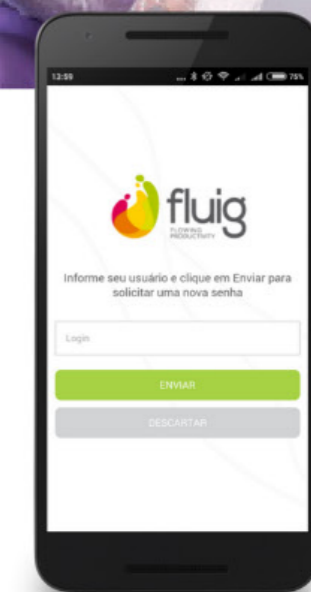 12:59
... 75%
fluig
FLOWING
PRODUCTIVITY
Informe seu usuário e clique em Enviar para
solicitar uma nova senha
Login
ENVIAR
DESCARTAR